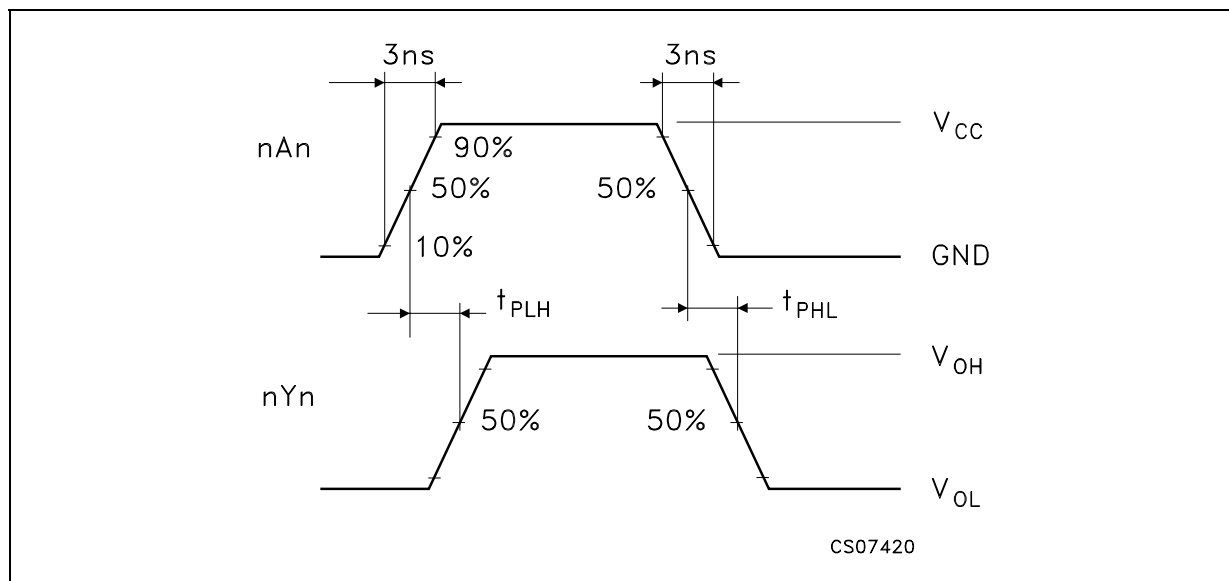 3ns 3ns
V_CC
nAn 90%
50% 50%
10% GND
t_PLH t_PHL
V_OH
nYn
50% 50%
V_OL
CS07420